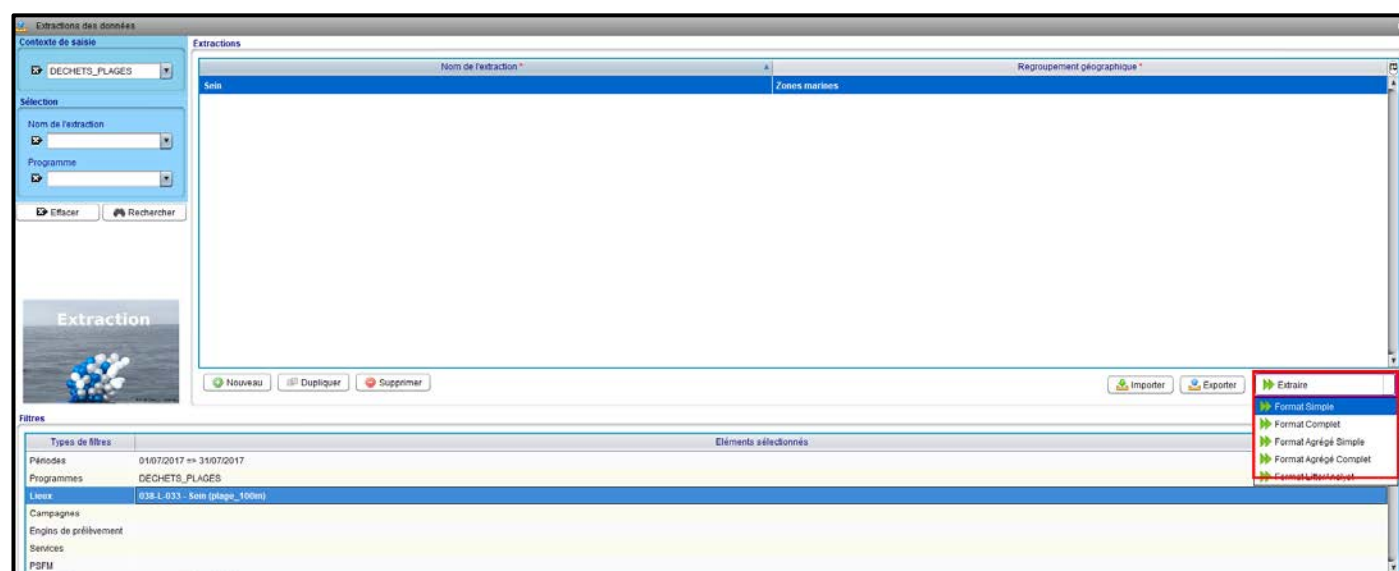 Extractions des données
Contexte de saisie
DECHETS_PLAGES
Sélection
Nom de l'extraction
Programme
Effacer Rechercher
Extraction
Extractions
Nom de l'extraction * Regroupement géographique *
Sein Zones marines
Nouveau Dupliquer Supprimer Importer Exporter Extraire
Format Simple
Format Complet
Format Agrégé Simple
Format Agrégé Complet
Format LitterAnalyst
Filtres
Types de filtres Eléments sélectionnés
Périodes 01/07/2017 => 31/07/2017
Programmes DECHETS_PLAGES
Lieux 038-L-033 - Sein (plage_100m)
Campagnes
Engins de prélèvement
Services
PSFM